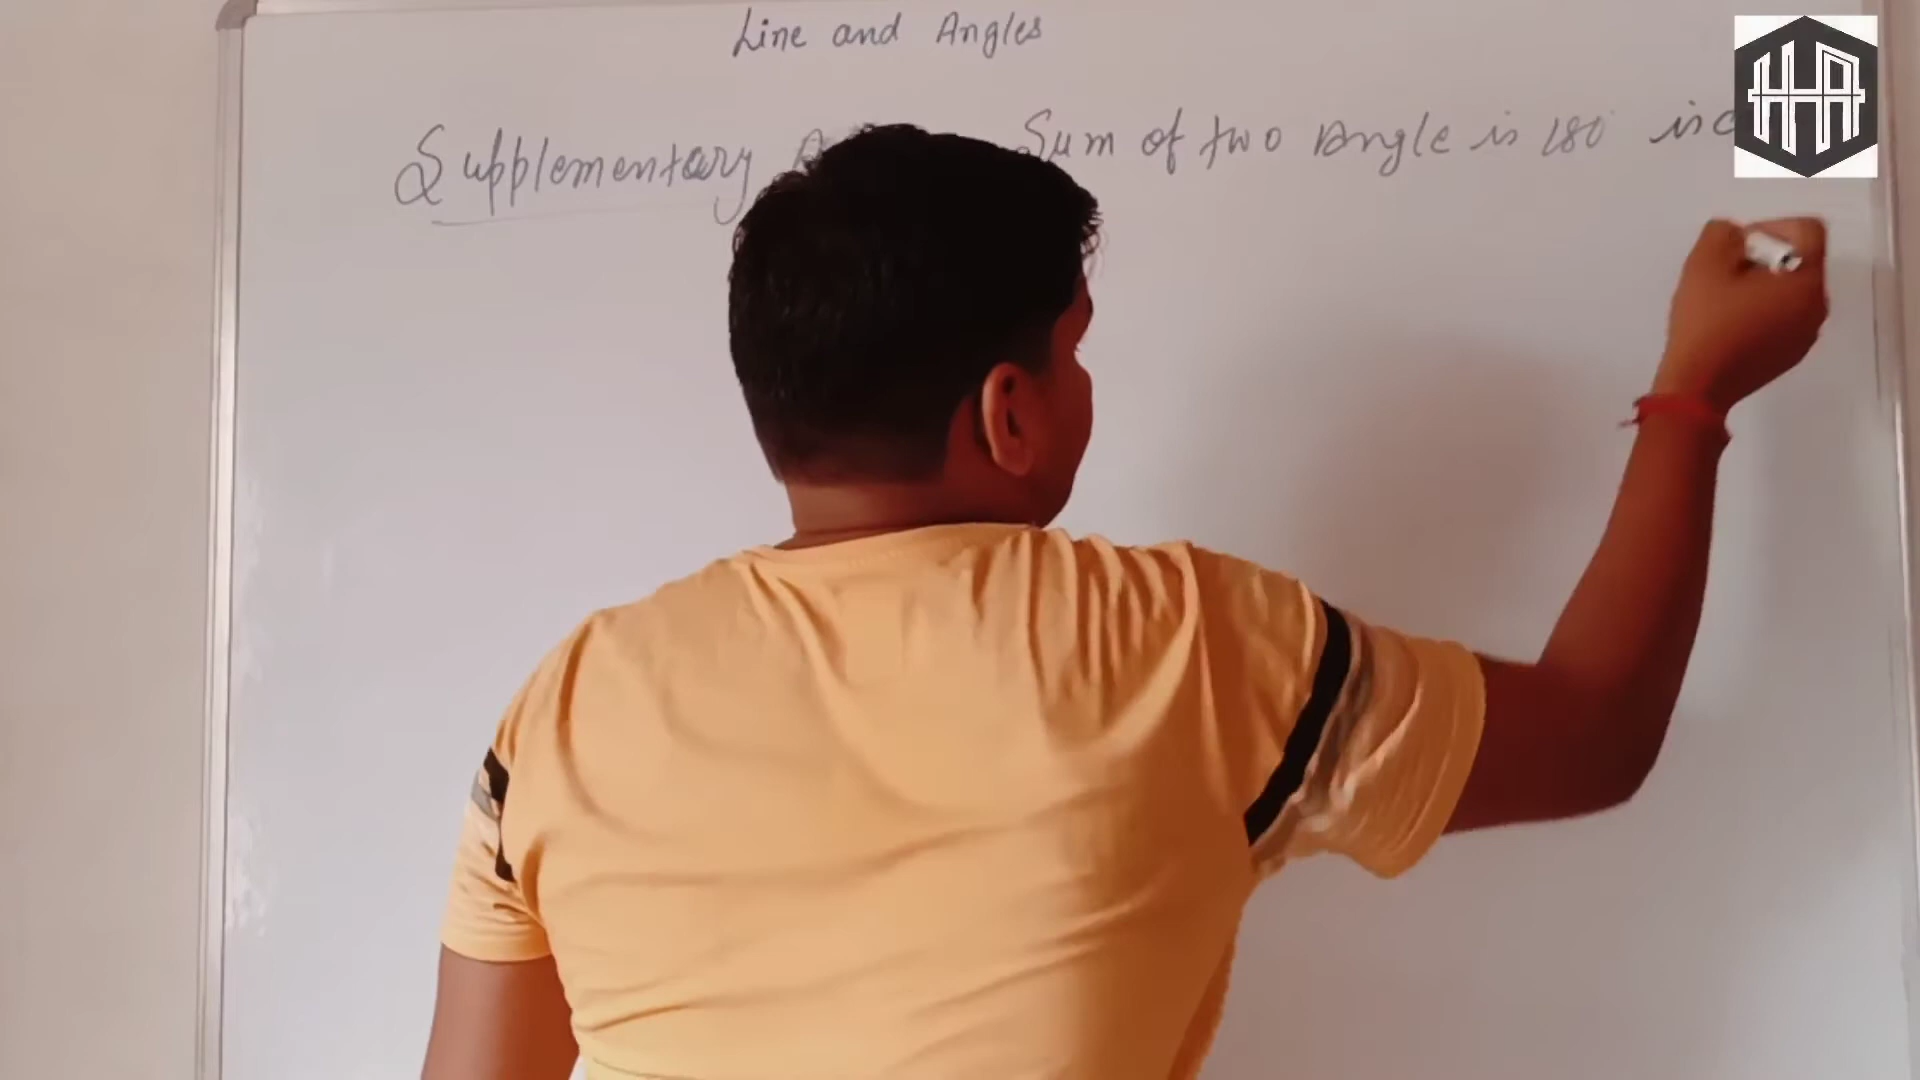 Line and Angles
Supplementary Sum of two Angle is 180° is